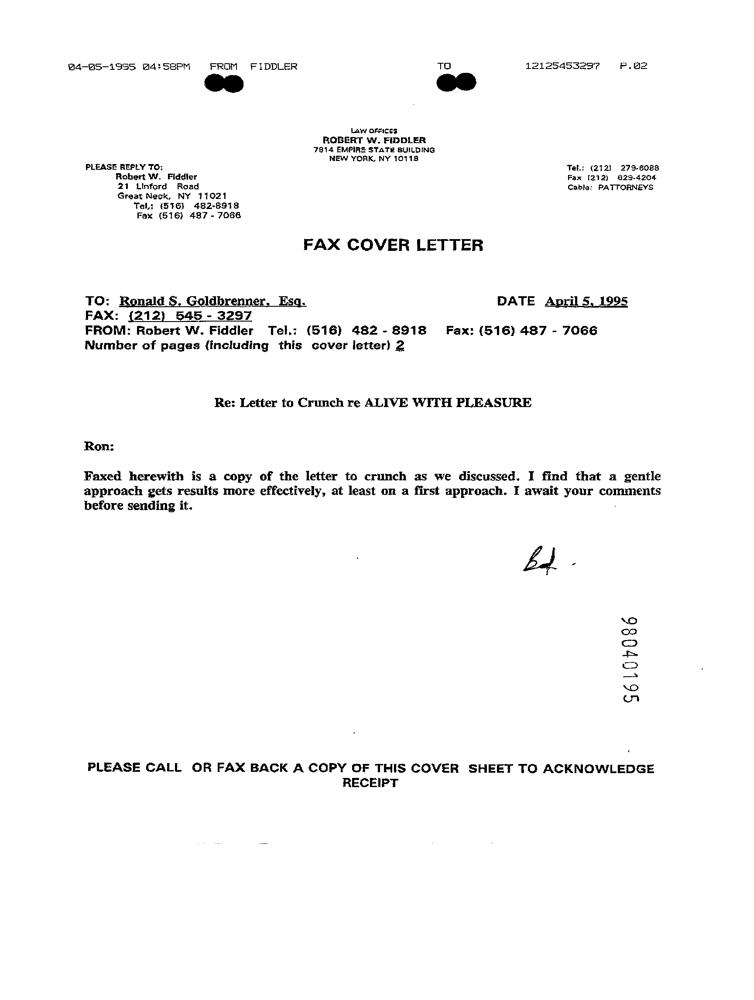 04-05-1995 04:58PM FROM FIDDLER TO 12125453297 P.02
LAW OFFICES
ROBERT W. FIDDLER
7814 EMPIRE STATE BUILDING
NEW YORK, NY 10118
PLEASE REPLY TO:
Robert W. Fiddler
21 Linford Road
Great Neck, NY 11021
Tel,: (516) 482-8918
Fax (516) 487 - 7066
Tel.: (212) 279-6088
Fax (212) 629-4204
Cable: PATTORNEYS
FAX COVER LETTER
TO: Ronald S. Goldbrenner, Esq. DATE April 5, 1995
FAX: (212) 545 - 3297
FROM: Robert W. Fiddler Tel.: (516) 482 - 8918 Fax: (516) 487 - 7066
Number of pages (including this cover letter) 2
Re: Letter to Crunch re ALIVE WITH PLEASURE
Ron:
Faxed herewith is a copy of the letter to crunch as we discussed. I find that a gentle
approach gets results more effectively, at least on a first approach. I await your comments
before sending it.
98040195
PLEASE CALL OR FAX BACK A COPY OF THIS COVER SHEET TO ACKNOWLEDGE
RECEIPT